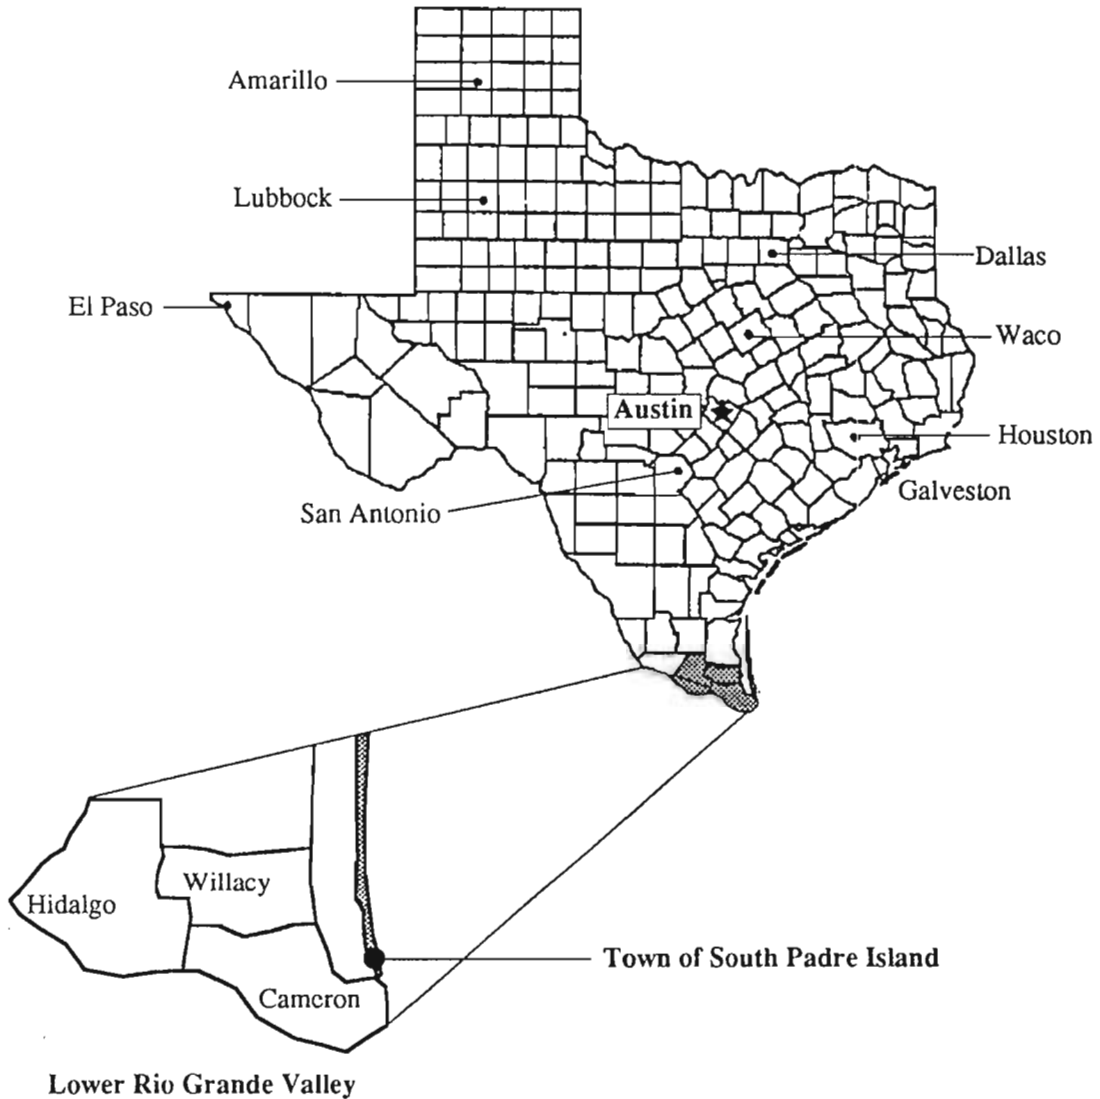 Amarillo
Lubbock
Dallas
El Paso
Waco
Austin
Houston
Galveston
San Antonio
Willacy
Hidalgo
Town of South Padre Island
Cameron
Lower Rio Grande Valley